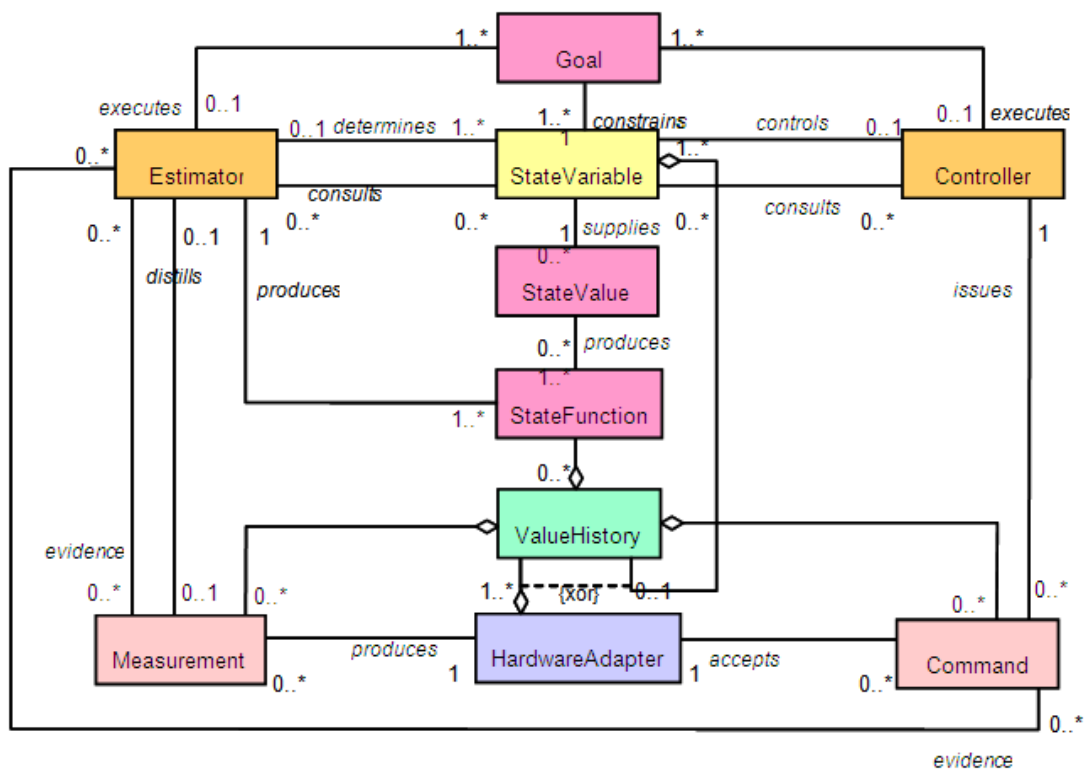 1..* 1..*
Goal
executes 0..1 1..* constrains 0..1 executes
0..* 0..1 determines 1..* 1 controls 0..1
1..*
Estimator StateVariable Controller
consults consults
0..* 0..1 1 0..* 0..* 1 supplies 0..* 0..* 1
distills produces 0..* issues
StateValue
0..* produces
1..*
1..* StateFunction
0..*
ValueHistory
evidence
0..* 0..1 0..* 1..* {xor} 0..1 0..* 0..*
Measurement produces HardwareAdapter accepts Command
0..* 1 1 0..*
0..*
evidence